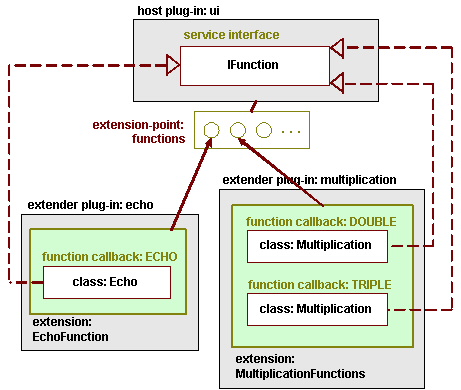 host plug-in: ui
service interface
IFunction
extension-point:
functions
...
extender plug-in: echo
function callback: ECHO
class: Echo
extension:
EchoFunction
extender plug-in: multiplication
function callback: DOUBLE
class: Multiplication
function callback: TRIPLE
class: Multiplication
extension:
MultiplicationFunctions